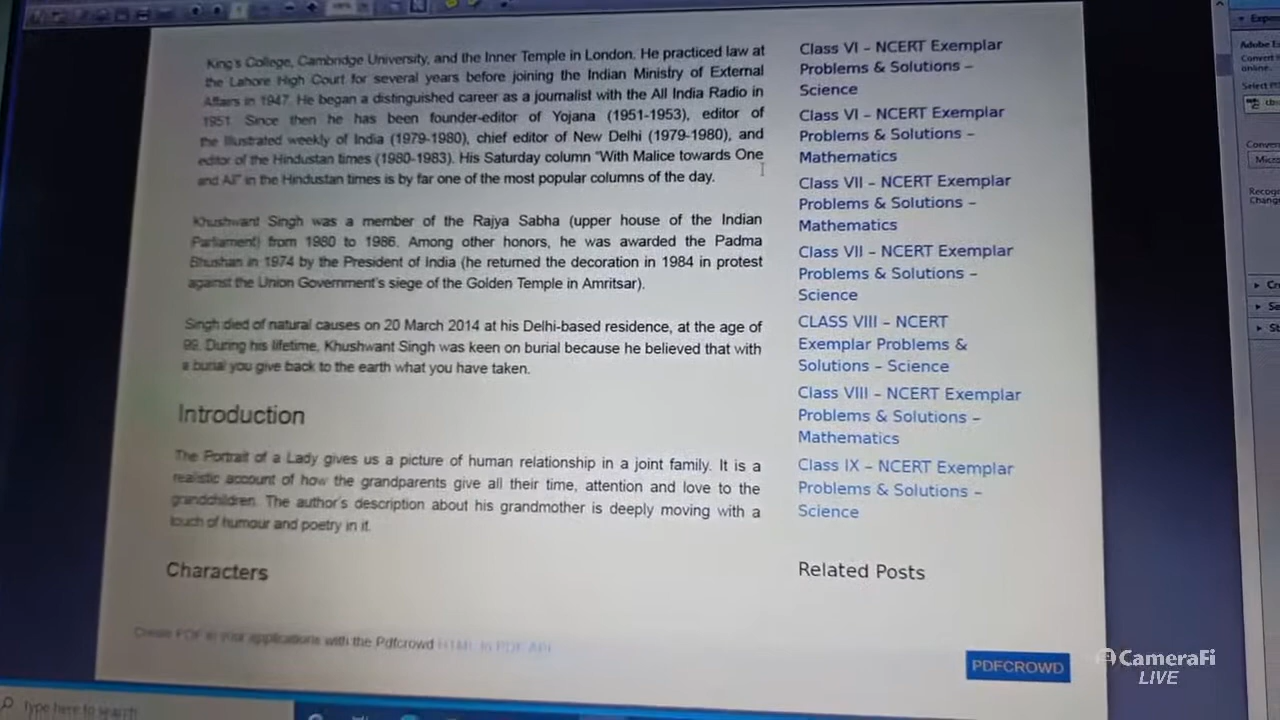 King's College, Cambridge University, and the Inner Temple in London. He practiced law at
the Lahore High Court for several years before joining the Indian Ministry of External
Affairs in 1947. He began a distinguished career as a journalist with the All India Radio in
1951. Since then he has been founder-editor of Yojana (1951-1953), editor of
the Illustrated weekly of India (1979-1980), chief editor of New Delhi (1979-1980), and
editor of the Hindustan times (1980-1983). His Saturday column "With Malice towards One
and All" in the Hindustan times is by far one of the most popular columns of the day.
Khushwant Singh was a member of the Rajya Sabha (upper house of the Indian
Parliament) from 1980 to 1986. Among other honors, he was awarded the Padma
Bhushan in 1974 by the President of India (he returned the decoration in 1984 in protest
against the Union Government's siege of the Golden Temple in Amritsar).
Singh died of natural causes on 20 March 2014 at his Delhi-based residence, at the age of
99. During his lifetime, Khushwant Singh was keen on burial because he believed that with
a burial you give back to the earth what you have taken.
Introduction
The Portrait of a Lady gives us a picture of human relationship in a joint family. It is a
realistic account of how the grandparents give all their time, attention and love to the
grandchildren. The author's description about his grandmother is deeply moving with a
touch of humour and poetry in it.
Characters
Create PDF in your applications with the Pdfcrowd HTML to PDF API
Class VI – NCERT Exemplar
Problems & Solutions –
Science
Class VI – NCERT Exemplar
Problems & Solutions –
Mathematics
Class VII – NCERT Exemplar
Problems & Solutions –
Mathematics
Class VII – NCERT Exemplar
Problems & Solutions –
Science
CLASS VIII – NCERT
Exemplar Problems &
Solutions – Science
Class VIII – NCERT Exemplar
Problems & Solutions –
Mathematics
Class IX – NCERT Exemplar
Problems & Solutions –
Science
Related Posts
PDFCROWD
CameraFi
LIVE
Adobe
Convert
online.
Select
Type here to search